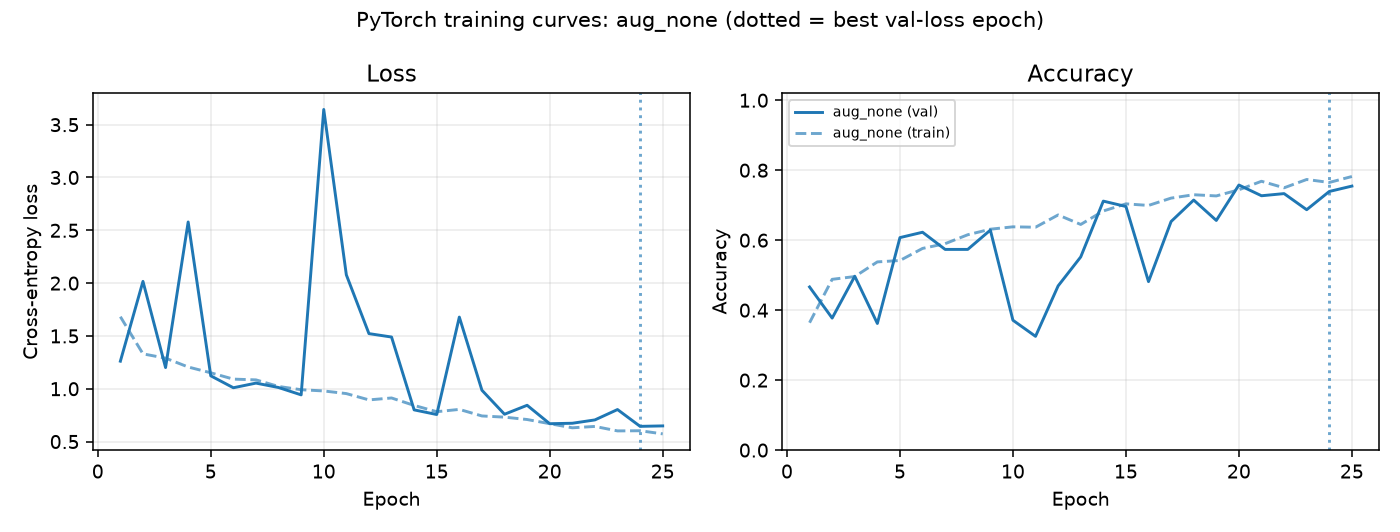 PyTorch training curves: aug_none (dotted = best val-loss epoch)
Loss
Cross-entropy loss
3.5
3.0
2.5
2.0
1.5
1.0
0.5
0 5 10 15 20 25
Epoch
Accuracy
Accuracy
1.0
0.8
0.6
0.4
0.2
0.0
aug_none (val)
aug_none (train)
0 5 10 15 20 25
Epoch